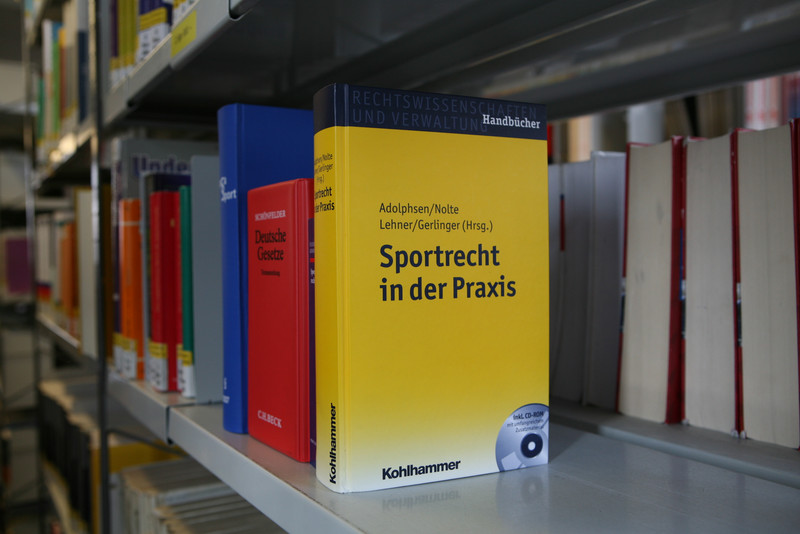 RECHTSWISSENSCHAFTEN
UND VERWALTUNG
Handbücher
Adolphsen/Nolte
Lehner/Gerlinger (Hrsg.)
Sportrecht
in der Praxis
Inkl. CD-ROM
Kohlhammer
Sportrecht
in der Praxis
Kohlhammer
SCHÖNFELDER
Deutsche
Gesetze
C.H.BECK
Sport